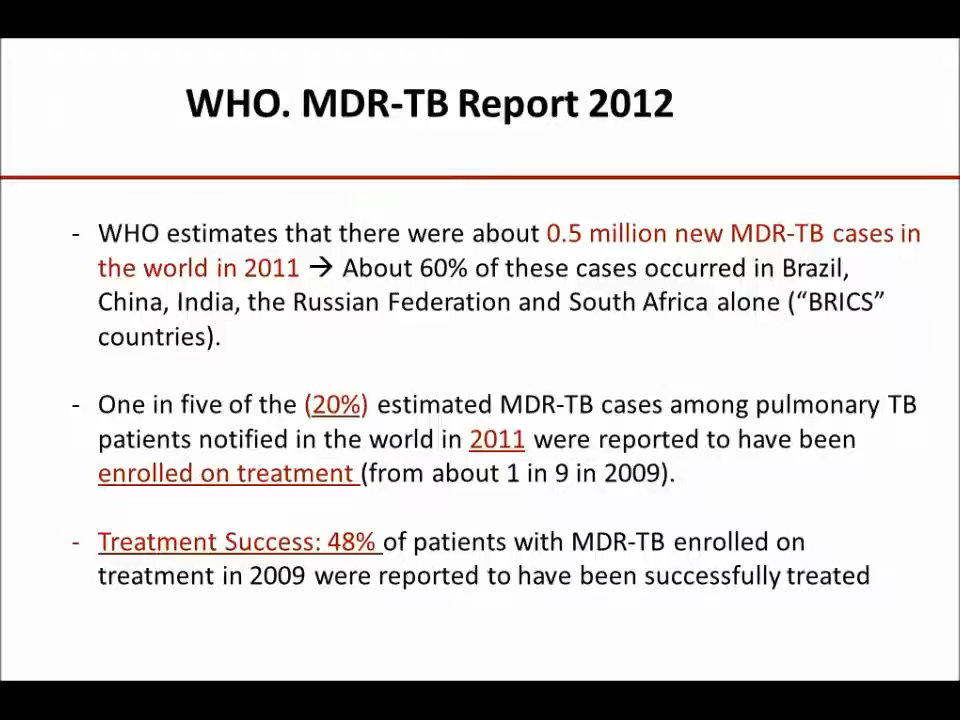 WHO. MDR-TB Report 2012
- WHO estimates that there were about 0.5 million new MDR-TB cases in
the world in 2011 → About 60% of these cases occurred in Brazil,
China, India, the Russian Federation and South Africa alone (“BRICS”
countries).
- One in five of the (20%) estimated MDR-TB cases among pulmonary TB
patients notified in the world in 2011 were reported to have been
enrolled on treatment (from about 1 in 9 in 2009).
- Treatment Success: 48% of patients with MDR-TB enrolled on
treatment in 2009 were reported to have been successfully treated